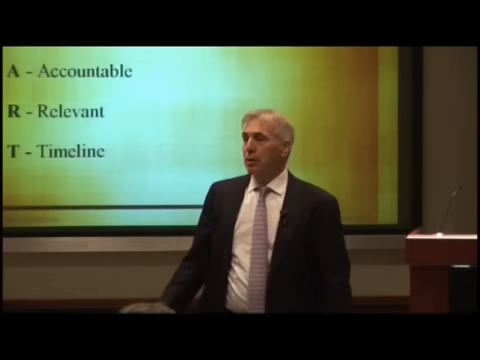 A - Accountable
R - Relevant
T - Timeline